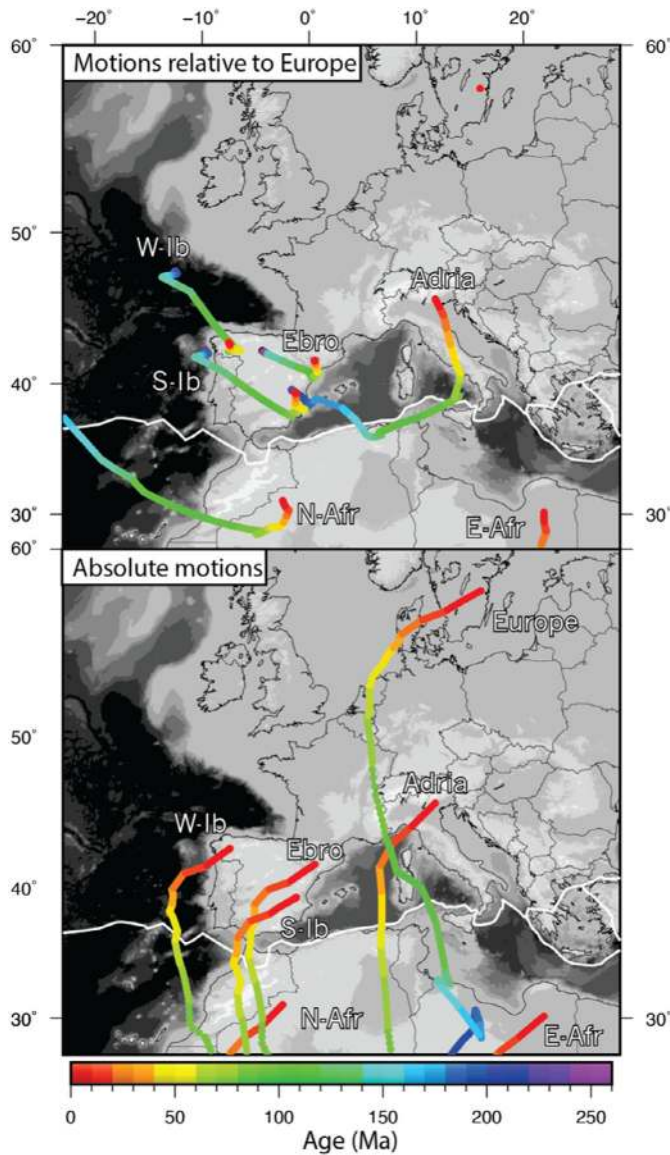 −20° −10° 0° 10° 20°
60° 60°
Motions relative to Europe
50°
W-Ib
Adria
Ebro
S-Ib
40°
N-Afr
E-Afr
30° 30°
60°
Absolute motions
Europe
50°
Adria
W-Ib
Ebro
40°
S-Ib
N-Afr
E-Afr
30° 30°
0 50 100 150 200 250
Age (Ma)